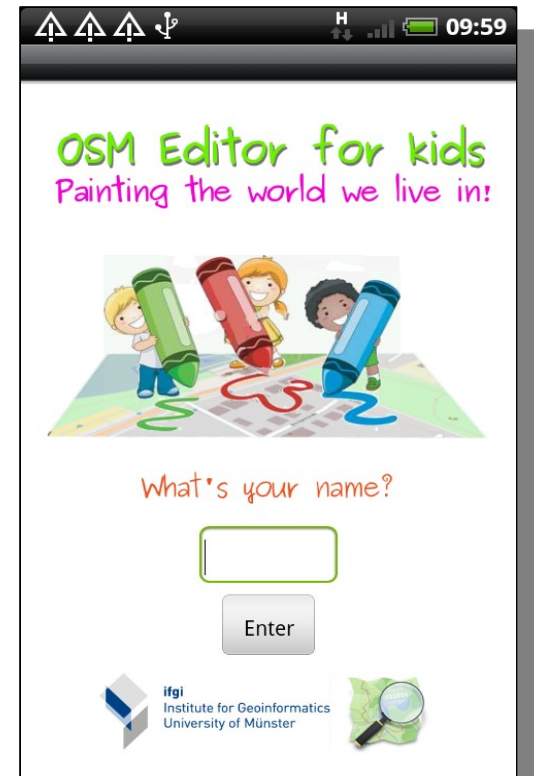 H
09:59
OSM Editor for kids
Painting the world we live in!
What's your name?
Enter
ifgi
Institute for Geoinformatics
University of Münster